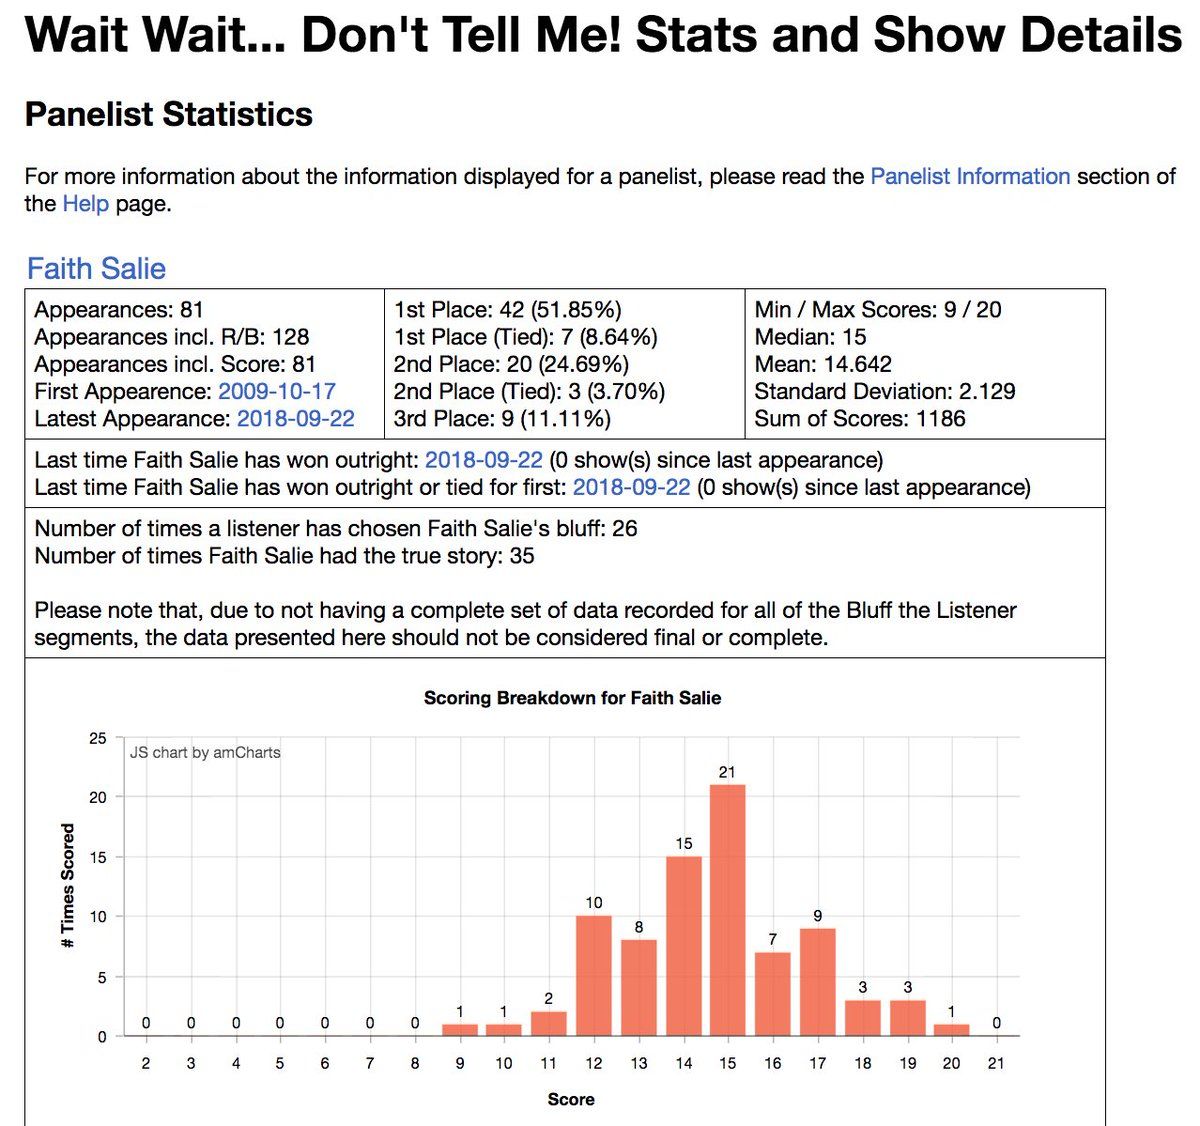 Wait Wait... Don't Tell Me! Stats and Show Details
Panelist Statistics
For more information about the information displayed for a panelist, please read the Panelist Information section of
the Help page.
Faith Salie
Appearances: 81
Appearances incl. R/B: 128
Appearances incl. Score: 81
First Appearence: 2009-10-17
Latest Appearance: 2018-09-22
1st Place: 42 (51.85%)
1st Place (Tied): 7 (8.64%)
2nd Place: 20 (24.69%)
2nd Place (Tied): 3 (3.70%)
3rd Place: 9 (11.11%)
Min / Max Scores: 9 / 20
Median: 15
Mean: 14.642
Standard Deviation: 2.129
Sum of Scores: 1186
Last time Faith Salie has won outright: 2018-09-22 (0 show(s) since last appearance)
Last time Faith Salie has won outright or tied for first: 2018-09-22 (0 show(s) since last appearance)
Number of times a listener has chosen Faith Salie's bluff: 26
Number of times Faith Salie had the true story: 35
Please note that, due to not having a complete set of data recorded for all of the Bluff the Listener
segments, the data presented here should not be considered final or complete.
Scoring Breakdown for Faith Salie
JS chart by amCharts
# Times Scored
25
20
15
10
5
0
0 0 0 0 0 0 0 1 1 2 10 8 15 21 7 9 3 3 1 0
2 3 4 5 6 7 8 9 10 11 12 13 14 15 16 17 18 19 20 21
Score